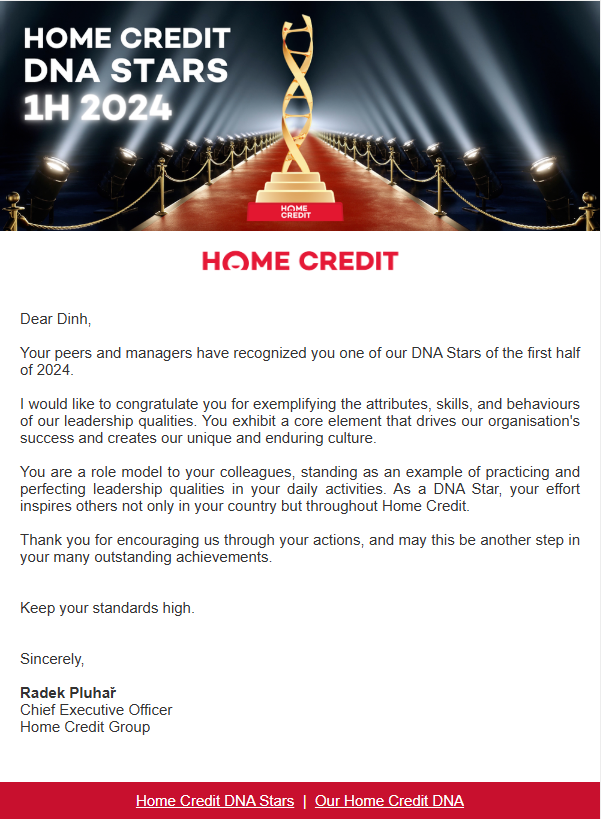 HOME CREDIT
DNA STARS
1H 2024
HOME
CREDIT
HOME CREDIT
Dear Dinh,
Your peers and managers have recognized you one of our DNA Stars of the first half
of 2024.
I would like to congratulate you for exemplifying the attributes, skills, and behaviours
of our leadership qualities. You exhibit a core element that drives our organisation's
success and creates our unique and enduring culture.
You are a role model to your colleagues, standing as an example of practicing and
perfecting leadership qualities in your daily activities. As a DNA Star, your effort
inspires others not only in your country but throughout Home Credit.
Thank you for encouraging us through your actions, and may this be another step in
your many outstanding achievements.
Keep your standards high.
Sincerely,
Radek Pluhař
Chief Executive Officer
Home Credit Group
Home Credit DNA Stars | Our Home Credit DNA